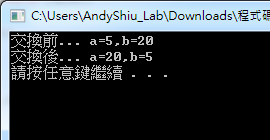 C:\Users\AndyShiu_Lab\Downloads\程式碼
交換前... a=5,b=20
交換後... a=20,b=5
請按任意鍵繼續 . . .